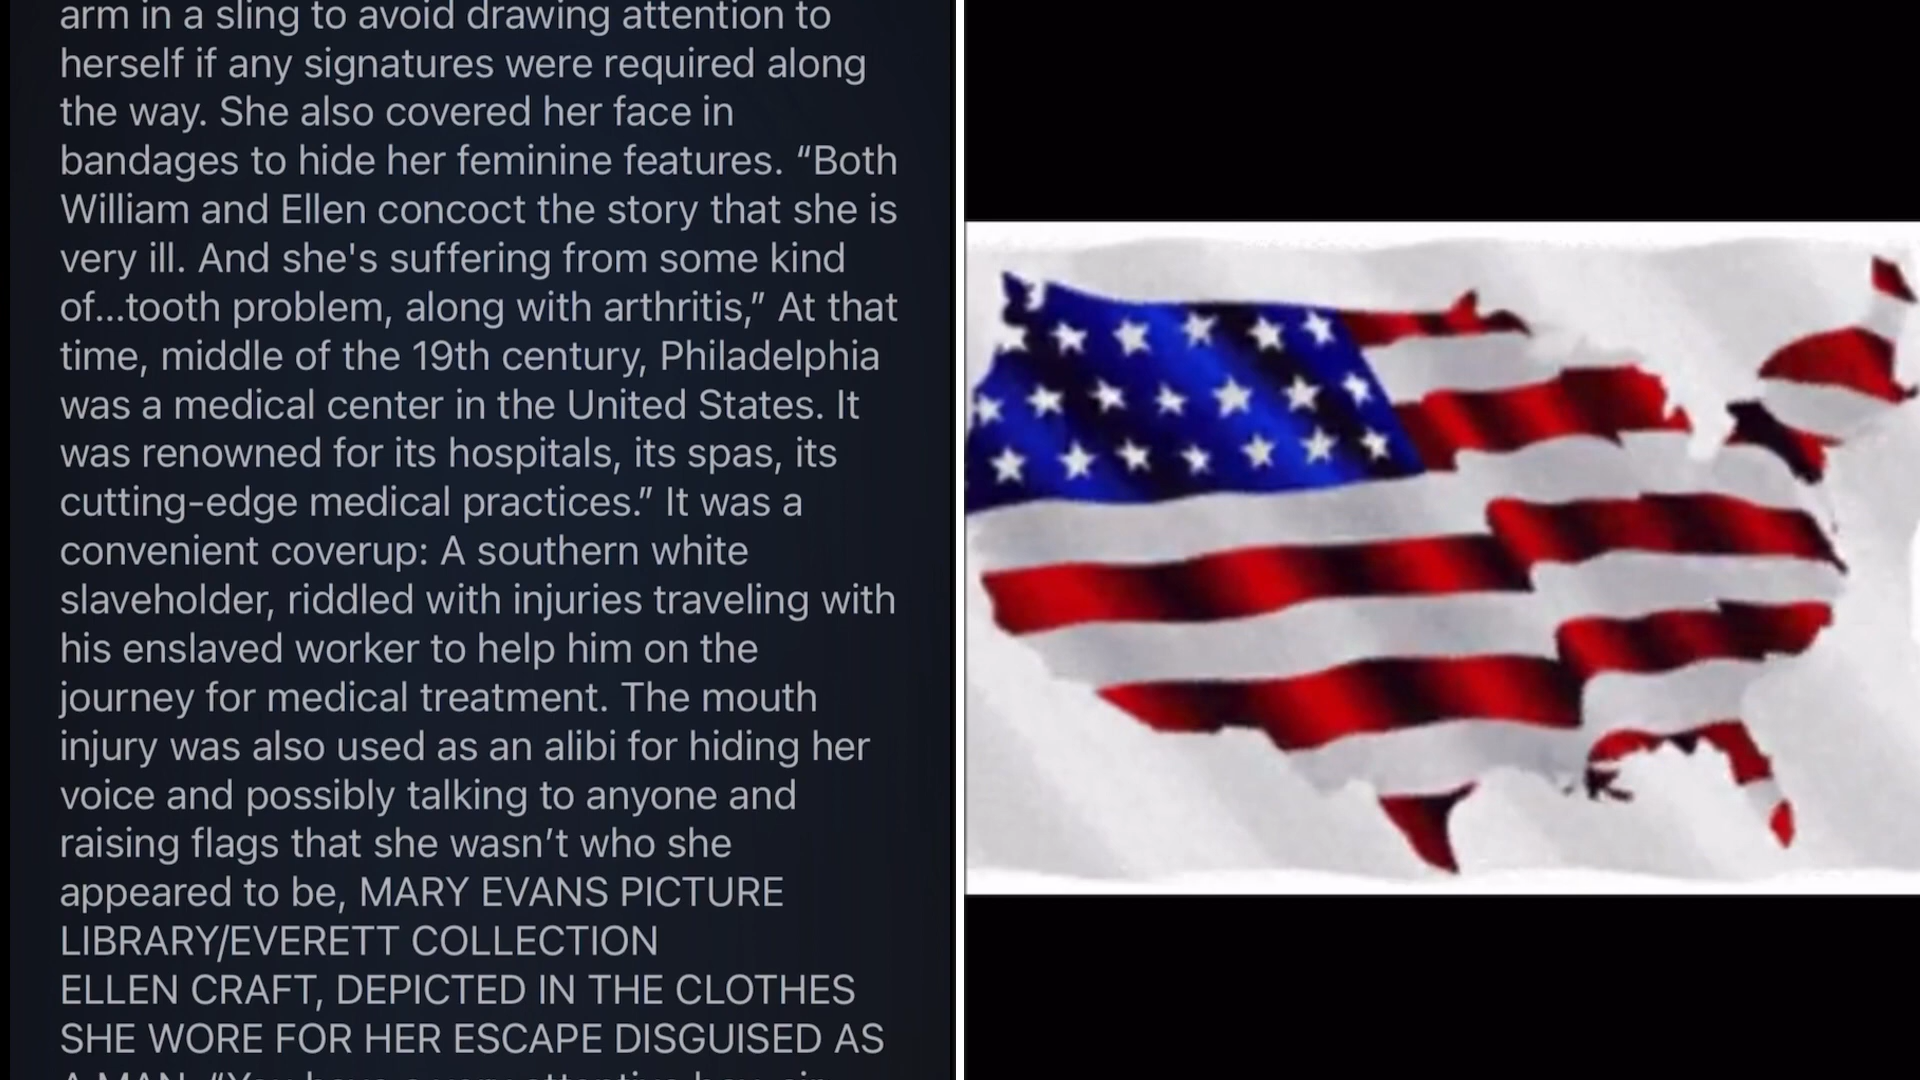 arm in a sling to avoid drawing attention to
herself if any signatures were required along
the way. She also covered her face in
bandages to hide her feminine features. “Both
William and Ellen concoct the story that she is
very ill. And she's suffering from some kind
of...tooth problem, along with arthritis,” At that
time, middle of the 19th century, Philadelphia
was a medical center in the United States. It
was renowned for its hospitals, its spas, its
cutting-edge medical practices.” It was a
convenient coverup: A southern white
slaveholder, riddled with injuries traveling with
his enslaved worker to help him on the
journey for medical treatment. The mouth
injury was also used as an alibi for hiding her
voice and possibly talking to anyone and
raising flags that she wasn’t who she
appeared to be, MARY EVANS PICTURE
LIBRARY/EVERETT COLLECTION
ELLEN CRAFT, DEPICTED IN THE CLOTHES
SHE WORE FOR HER ESCAPE DISGUISED AS
A MAN. “You have a very attentive boy, sir